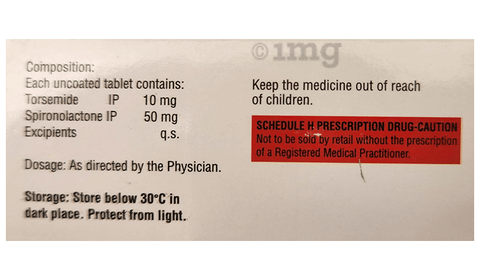 ©1mg
Composition:
Each uncoated tablet contains:
Torsemide IP 10 mg
Spironolactone IP 50 mg
Excipients q.s.
Dosage: As directed by the Physician.
Storage: Store below 30°C in
dark place. Protect from light.
Keep the medicine out of reach
of children.
SCHEDULE H PRESCRIPTION DRUG-CAUTION
Not to be sold by retail without the prescription
of a Registered Medical Practitioner.